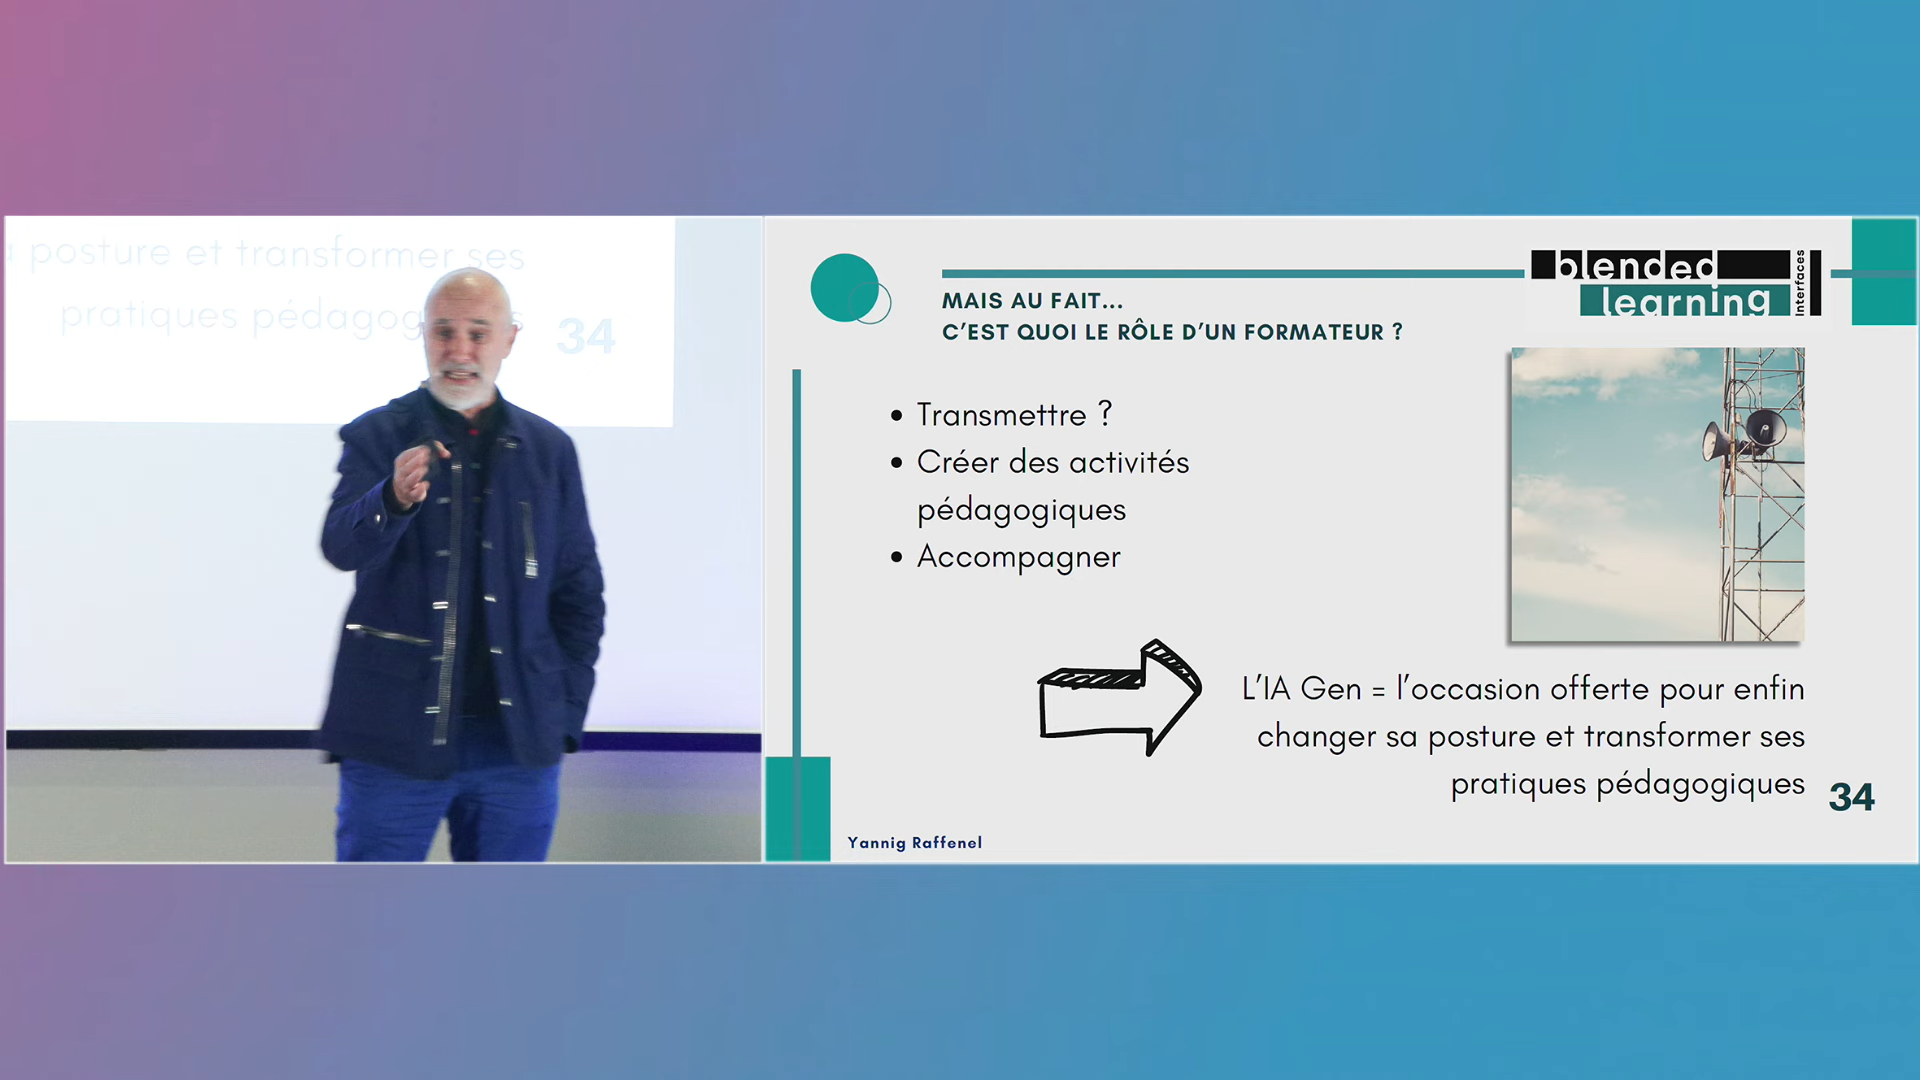 posture et transformer ses
pratiques
34
blended
learning
Interfaces
MAIS AU FAIT...
C'EST QUOI LE RÔLE D'UN FORMATEUR ?
• Transmettre ?
• Créer des activités
pédagogiques
• Accompagner
L'IA Gen = l'occasion offerte pour enfin
changer sa posture et transformer ses
pratiques pédagogiques
34
Yannig Raffenel